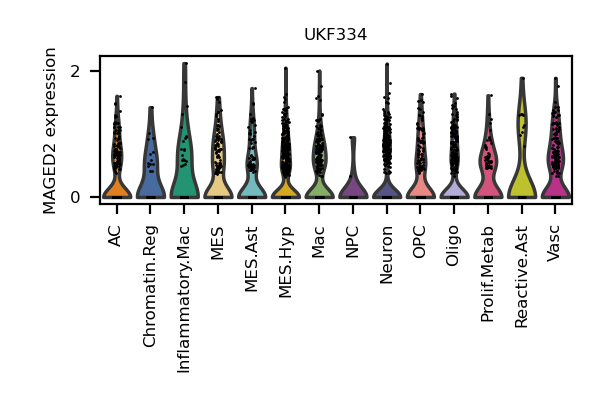 UKF334
MAGED2 expression
2
0
AC
Chromatin.Reg
Inflammatory.Mac
MES
MES.Ast
MES.Hyp
Mac
NPC
Neuron
OPC
Oligo
Prolif.Metab
Reactive.Ast
Vasc